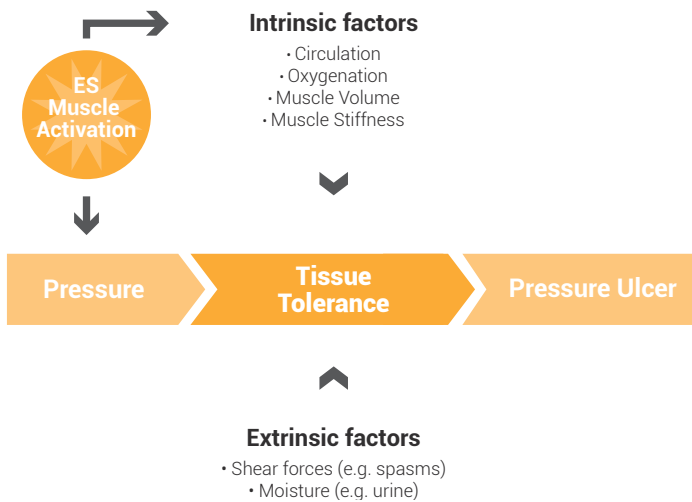 Intrinsic factors
• Circulation
• Oxygenation
• Muscle Volume
• Muscle Stiffness
ES
Muscle
Activation
Pressure
Tissue
Tolerance
Pressure Ulcer
Extrinsic factors
• Shear forces (e.g. spasms)
• Moisture (e.g. urine)